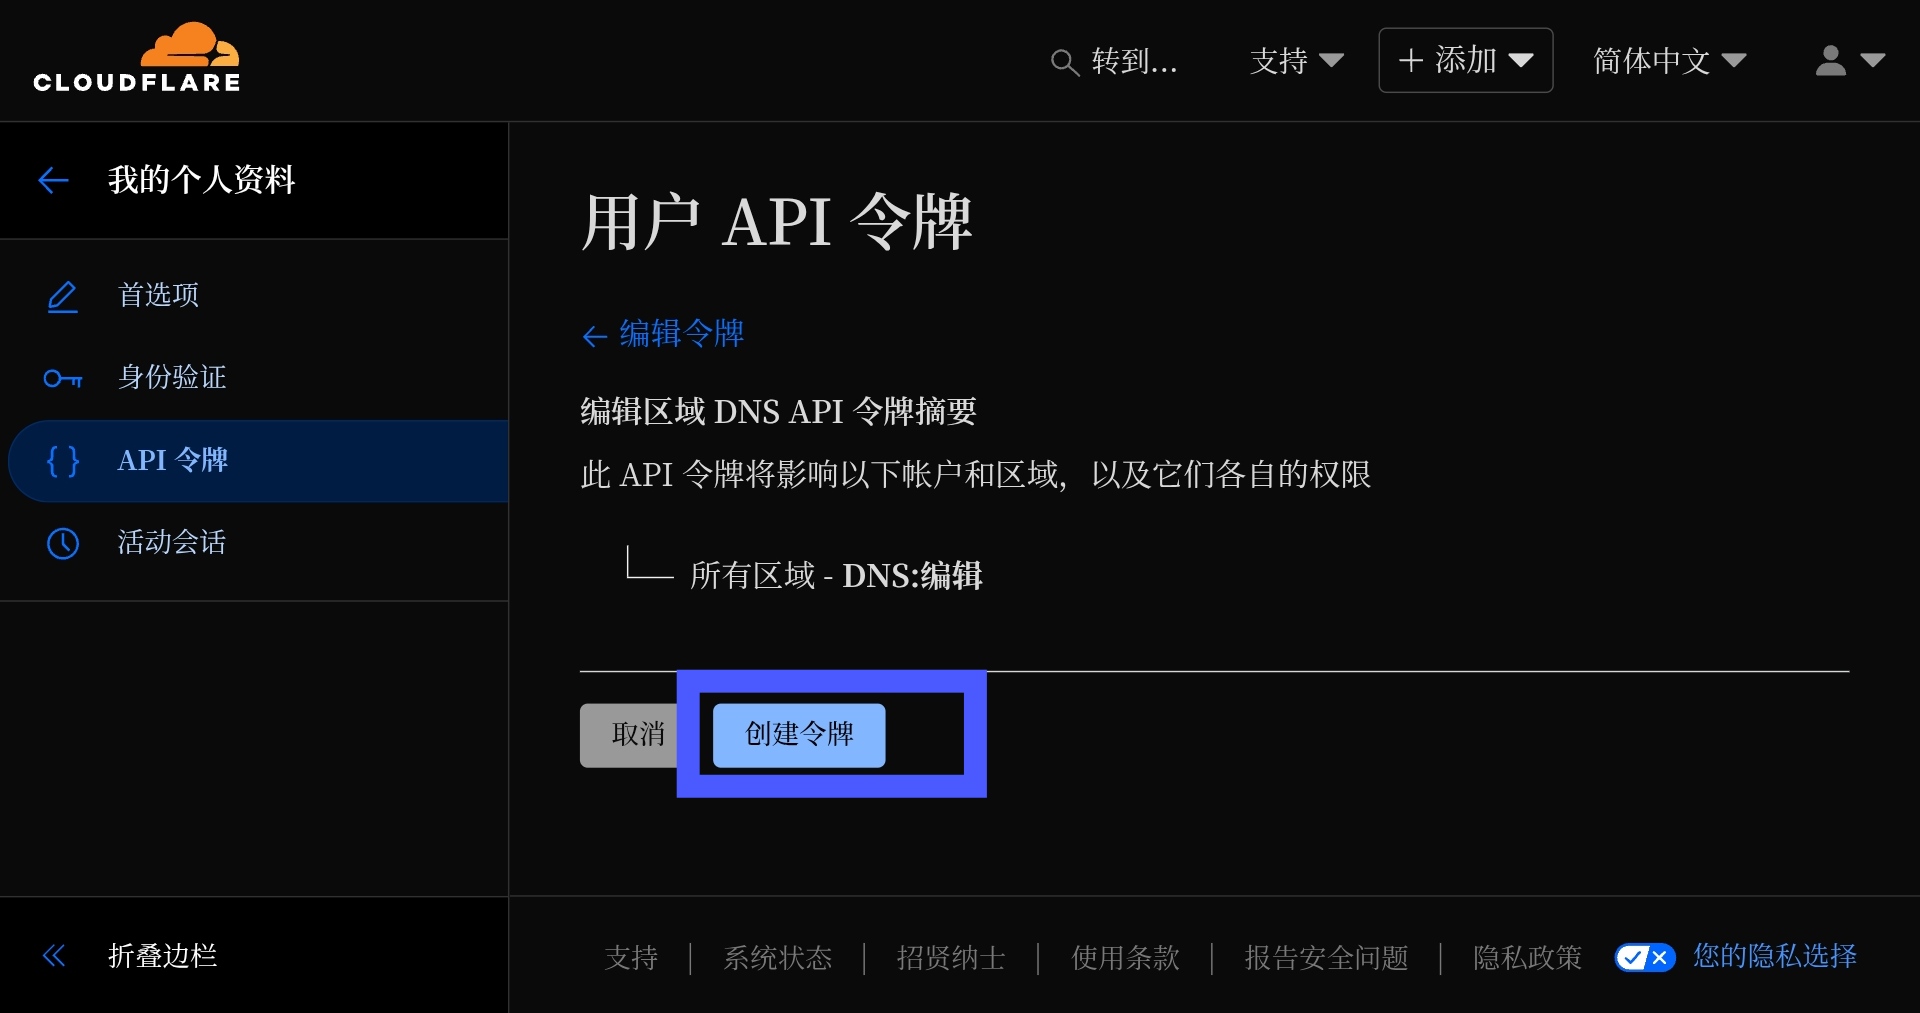 CLOUDFLARE
转到...
支持
添加
简体中文
我的个人资料
首选项
身份验证
API 令牌
活动会话
折叠边栏
用户 API 令牌
编辑令牌
编辑区域 DNS API 令牌摘要
此 API 令牌将影响以下帐户和区域，以及它们各自的权限
所有区域 - DNS:编辑
取消
创建令牌
支持
系统状态
招贤纳士
使用条款
报告安全问题
隐私政策
您的隐私选择